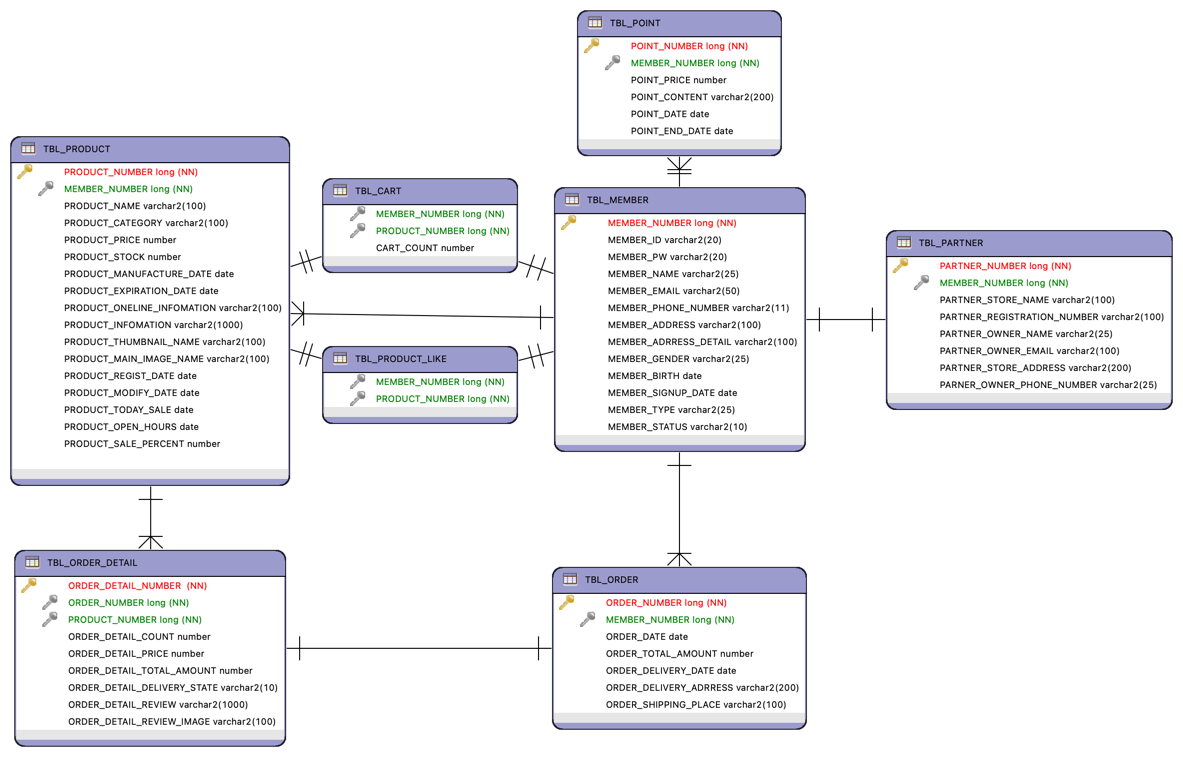 TBL_POINT
POINT_NUMBER long (NN)
MEMBER_NUMBER long (NN)
POINT_PRICE number
POINT_CONTENT varchar2(200)
POINT_DATE date
POINT_END_DATE date
TBL_PRODUCT
PRODUCT_NUMBER long (NN)
MEMBER_NUMBER long (NN)
PRODUCT_NAME varchar2(100)
PRODUCT_CATEGORY varchar2(100)
PRODUCT_PRICE number
PRODUCT_STOCK number
PRODUCT_MANUFACTURE_DATE date
PRODUCT_EXPIRATION_DATE date
PRODUCT_ONELINE_INFOMATION varchar2(100)
PRODUCT_INFOMATION varchar2(1000)
PRODUCT_THUMBNAIL_NAME varchar2(100)
PRODUCT_MAIN_IMAGE_NAME varchar2(100)
PRODUCT_REGIST_DATE date
PRODUCT_MODIFY_DATE date
PRODUCT_TODAY_SALE date
PRODUCT_OPEN_HOURS date
PRODUCT_SALE_PERCENT number
TBL_CART
MEMBER_NUMBER long (NN)
PRODUCT_NUMBER long (NN)
CART_COUNT number
TBL_PRODUCT_LIKE
MEMBER_NUMBER long (NN)
PRODUCT_NUMBER long (NN)
TBL_MEMBER
MEMBER_NUMBER long (NN)
MEMBER_ID varchar2(20)
MEMBER_PW varchar2(20)
MEMBER_NAME varchar2(25)
MEMBER_EMAIL varchar2(50)
MEMBER_PHONE_NUMBER varchar2(11)
MEMBER_ADDRESS varchar2(100)
MEMBER_ADRRESS_DETAIL varchar2(100)
MEMBER_GENDER varchar2(25)
MEMBER_BIRTH date
MEMBER_SIGNUP_DATE date
MEMBER_TYPE varchar2(25)
MEMBER_STATUS varchar2(10)
TBL_PARTNER
PARTNER_NUMBER long (NN)
MEMBER_NUMBER long (NN)
PARTNER_STORE_NAME varchar2(100)
PARTNER_REGISTRATION_NUMBER varchar2(100)
PARTNER_OWNER_NAME varchar2(25)
PARTNER_OWNER_EMAIL varchar2(100)
PARTNER_STORE_ADDRESS varchar2(200)
PARNER_OWNER_PHONE_NUMBER varchar2(25)
TBL_ORDER_DETAIL
ORDER_DETAIL_NUMBER (NN)
ORDER_NUMBER long (NN)
PRODUCT_NUMBER long (NN)
ORDER_DETAIL_COUNT number
ORDER_DETAIL_PRICE number
ORDER_DETAIL_TOTAL_AMOUNT number
ORDER_DETAIL_DELIVERY_STATE varchar2(10)
ORDER_DETAIL_REVIEW varchar2(1000)
ORDER_DETAIL_REVIEW_IMAGE varchar2(100)
TBL_ORDER
ORDER_NUMBER long (NN)
MEMBER_NUMBER long (NN)
ORDER_DATE date
ORDER_TOTAL_AMOUNT number
ORDER_DELIVERY_DATE date
ORDER_DELIVERY_ADRRESS varchar2(200)
ORDER_SHIPPING_PLACE varchar2(100)